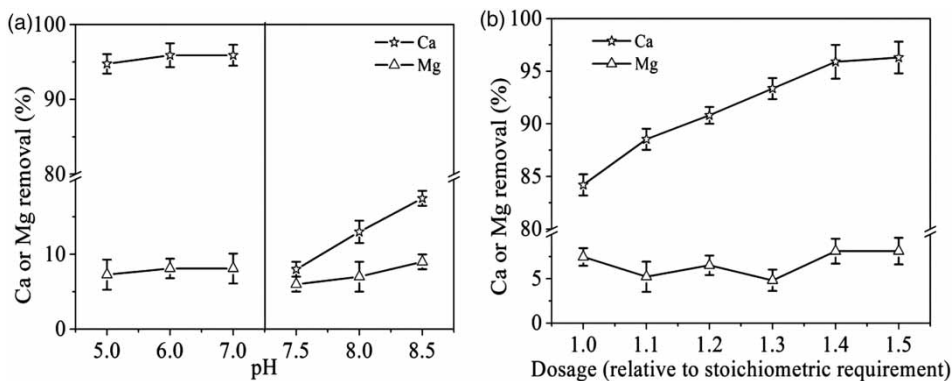 (a)
100
95
90
80
10
0
Ca or Mg removal (%)
Ca
Mg
5.0 6.0 7.0 7.5 8.0 8.5
pH
(b)
100
95
90
85
80
5
0
Ca or Mg removal (%)
Ca
Mg
1.0 1.1 1.2 1.3 1.4 1.5
Dosage (relative to stoichiometric requirement)